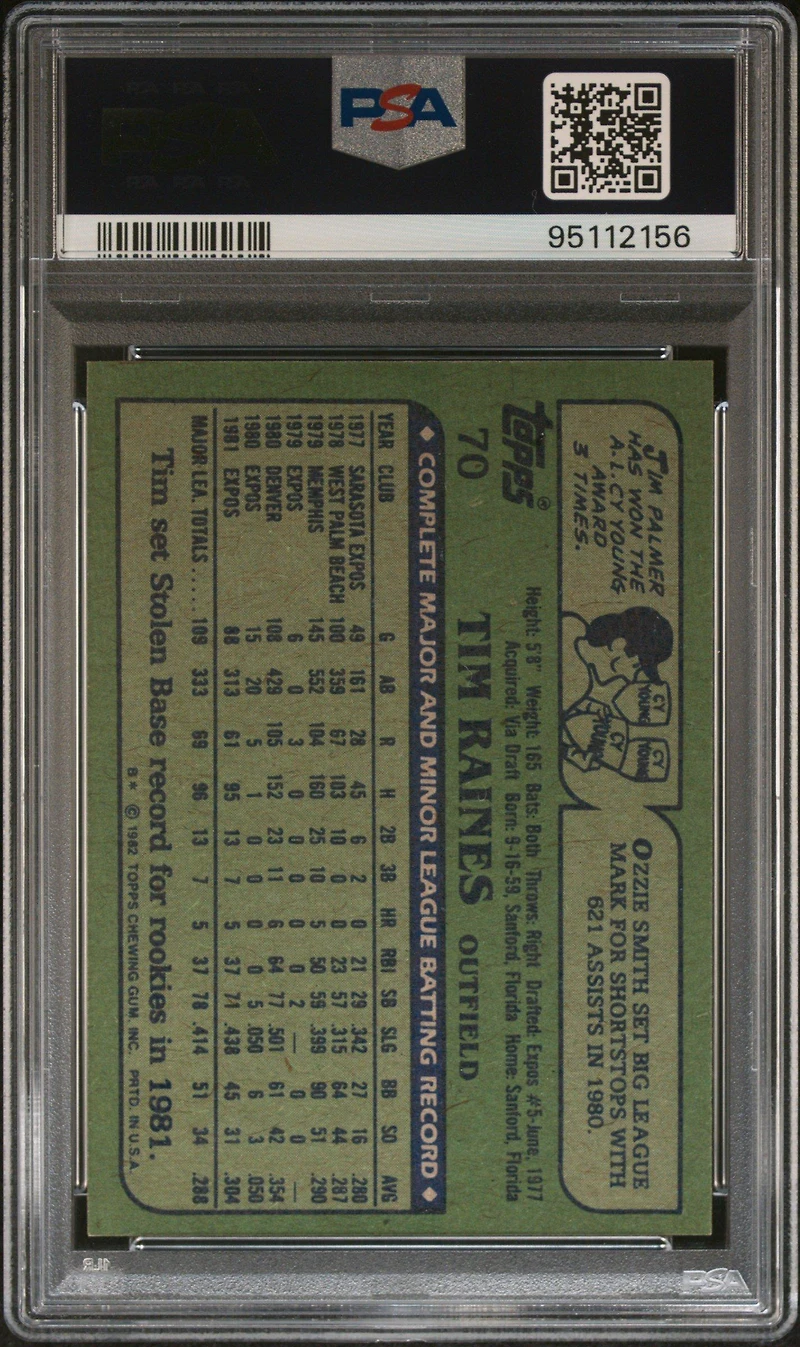 PSA
95112156
JIM PALMER
HAS WON THE
A.L. CY YOUNG
AWARD
3 TIMES.
CY
YOUNG
CY
YOUNG
CY
YOUNG
OZZIE SMITH SET BIG LEAGUE
MARK FOR SHORTSTOPS WITH
621 ASSISTS IN 1980.
topps®
70
Height: 5'8" Weight: 165 Bats: Both Throws: Right Drafted: Expos #5-June, 1977
Acquired: Via Draft Born: 9-16-59, Sanford, Florida Home: Sanford, Florida
TIM RAINES OUTFIELD
◆ COMPLETE MAJOR AND MINOR LEAGUE BATTING RECORD ◆
YEAR CLUB G AB R H 2B 3B HR RBI SB SLG BB SO AVG
1977 SARASOTA EXPOS 49 161 28 45 6 2 0 21 29 .342 27 16 .280
1978 WEST PALM BEACH 100 359 67 103 10 0 0 23 57 .315 64 44 .287
1979 MEMPHIS 145 552 104 160 25 10 5 50 59 .399 90 51 .290
1979 EXPOS 6 0 3 0 0 0 0 0 2 — 0 0 —
1980 DENVER 108 429 105 152 23 11 6 64 77 .501 61 42 .354
1980 EXPOS 15 20 5 1 0 0 0 0 5 .050 6 3 .050
1981 EXPOS 88 313 61 95 13 7 5 37 71 .438 45 31 .304
MAJOR LEA. TOTALS ..... 109 333 69 96 13 7 5 37 78 .414 51 34 .288
Tim set Stolen Base record for rookies in 1981.
B* © 1982 TOPPS CHEWING GUM, INC. PRTD. IN U.S.A.
PSA